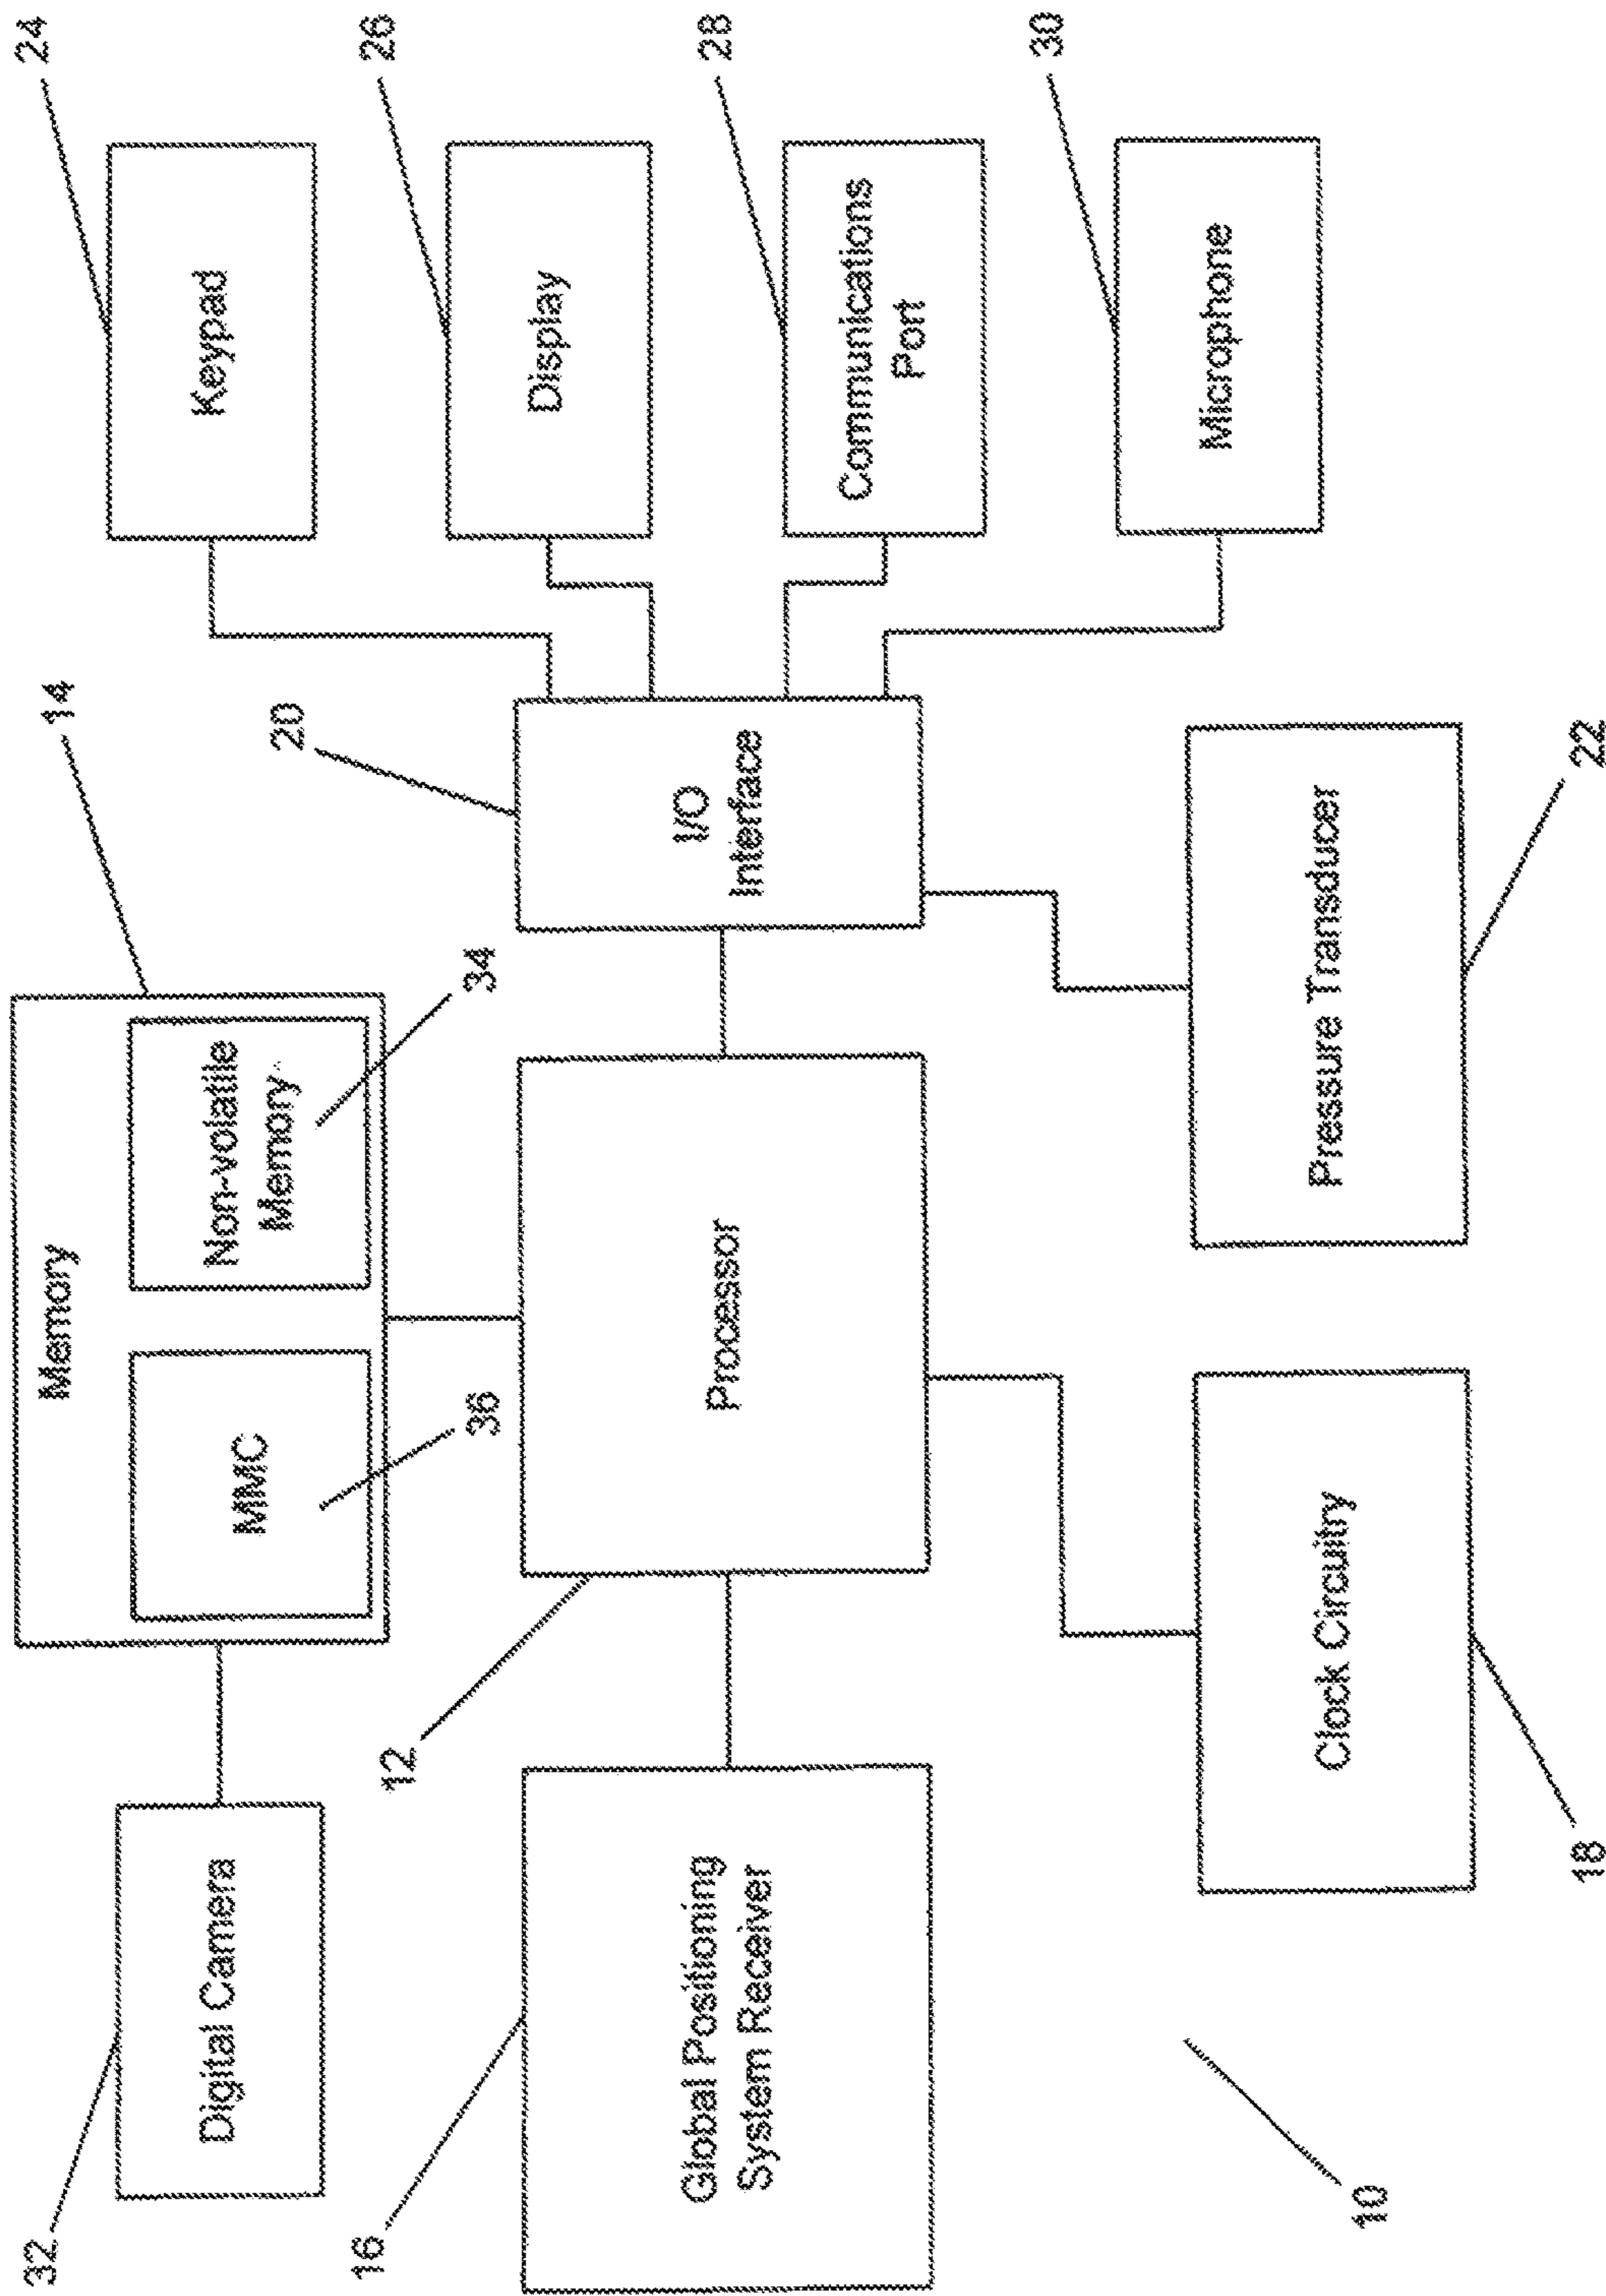 32
Digital Camera
Memory
14
MMC
Non-volatile
Memory
36
34
24
Keypad
26
Display
28
Communications
Port
30
Microphone
20
I/O
Interface
12
Processor
16
Global Positioning
System Receiver
Clock Circuitry
18
Pressure Transducer
22
10